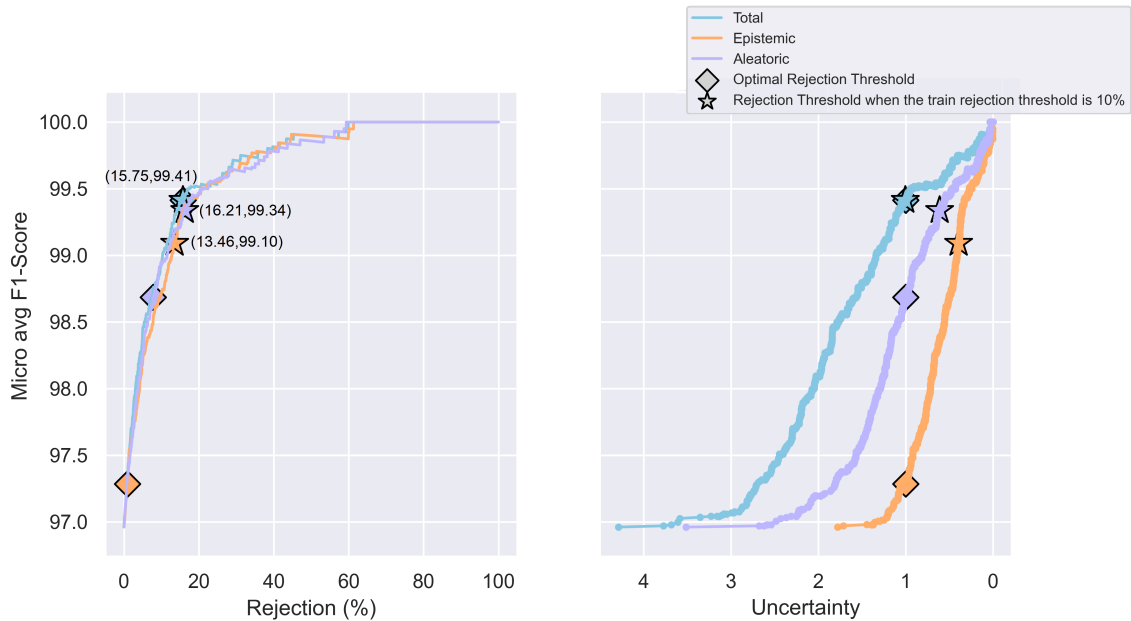 Total
Epistemic
Aleatoric
Optimal Rejection Threshold
Rejection Threshold when the train rejection threshold is 10%
Micro avg F1-Score
100.0
99.5
99.0
98.5
98.0
97.5
97.0
(15.75,99.41)
(16.21,99.34)
(13.46,99.10)
0 20 40 60 80 100
Rejection (%)
4 3 2 1 0
Uncertainty